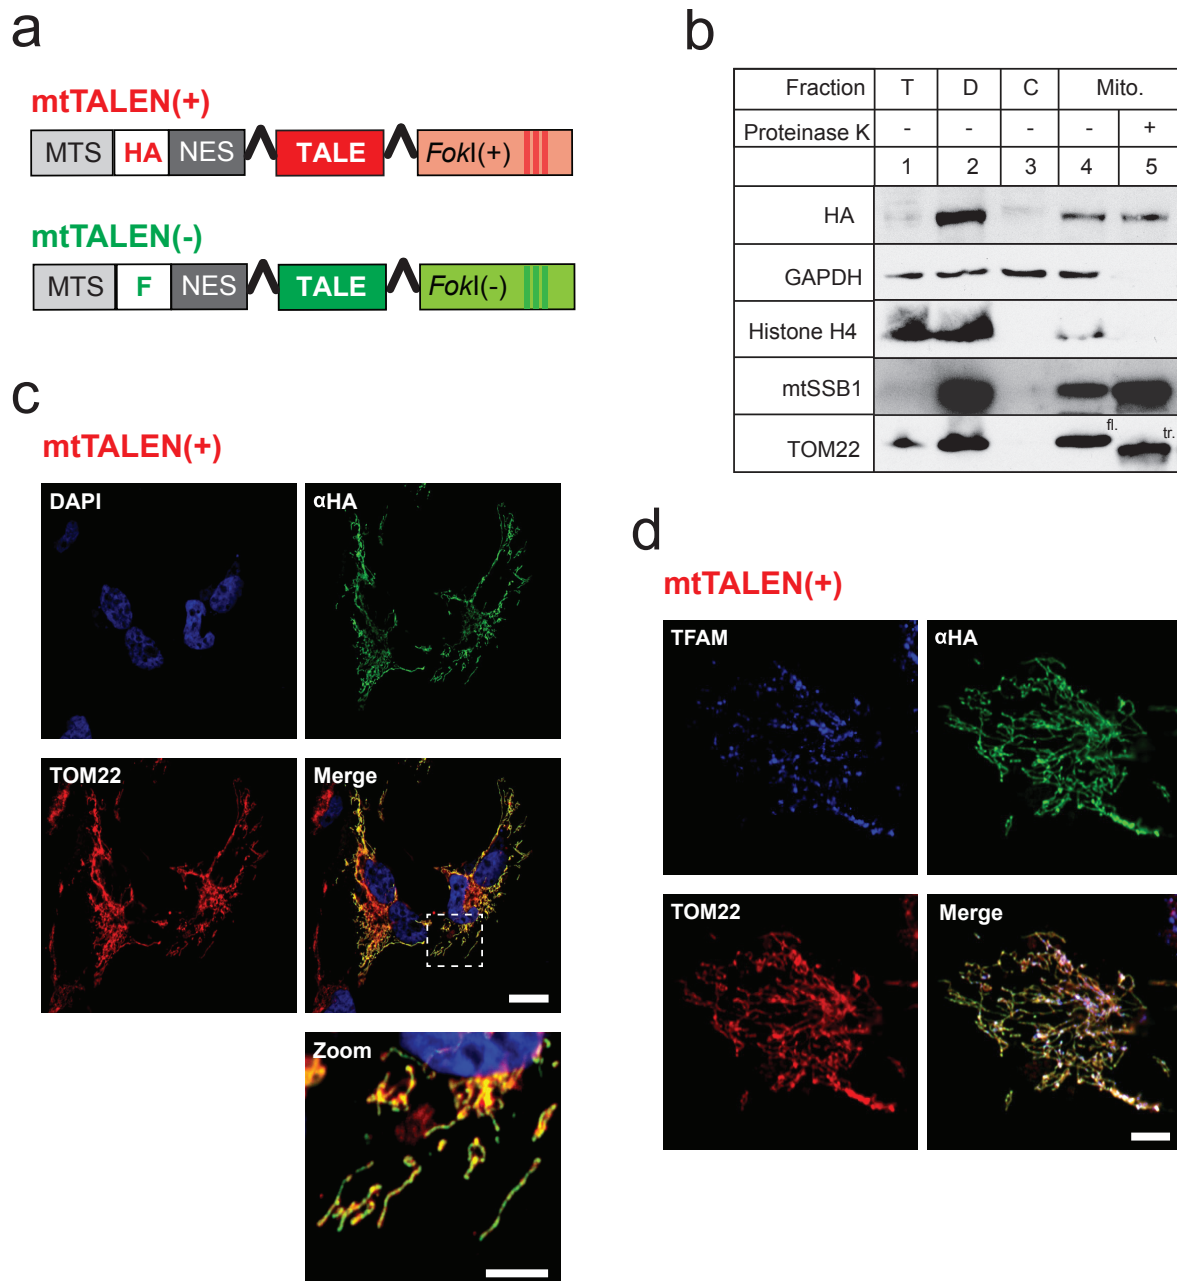 a
mtTALEN(+)
MTS HA NES TALE FokI(+)
mtTALEN(-)
MTS F NES TALE FokI(-)
b
Fraction T D C Mito.
Proteinase K - - - - +
1 2 3 4 5
HA
GAPDH
Histone H4
mtSSB1
TOM22 fl. tr.
c
mtTALEN(+)
DAPI αHA
TOM22 Merge
Zoom
d
mtTALEN(+)
TFAM αHA
TOM22 Merge